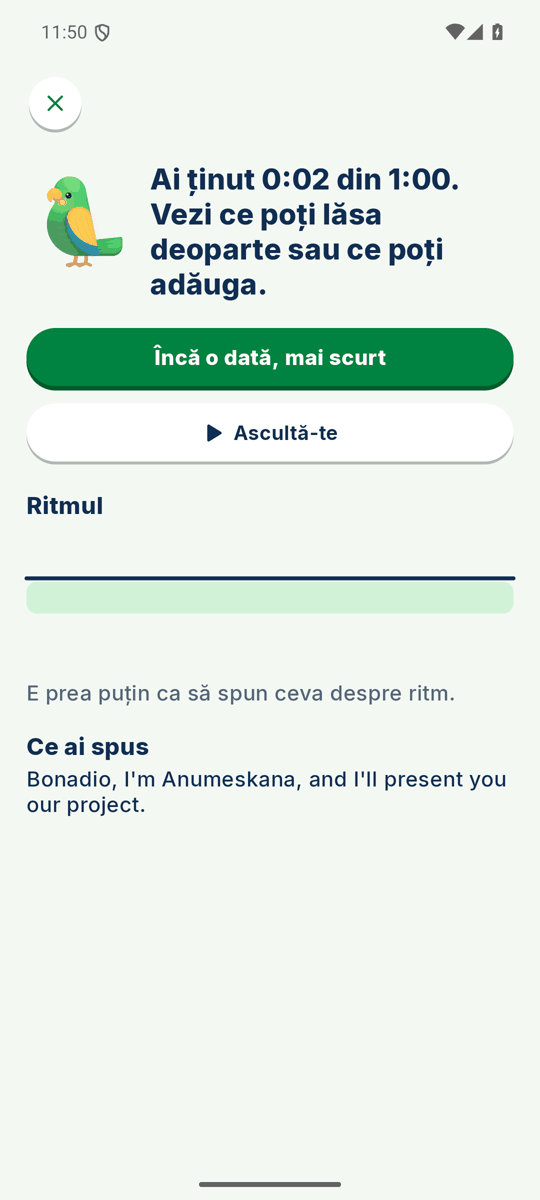 11:50
Ai ținut 0:02 din 1:00.
Vezi ce poți lăsa
deoparte sau ce poți
adăuga.
Încă o dată, mai scurt
Ascultă-te
Ritmul
E prea puțin ca să spun ceva despre ritm.
Ce ai spus
Bonadio, I'm Anumeskana, and I'll present you
our project.